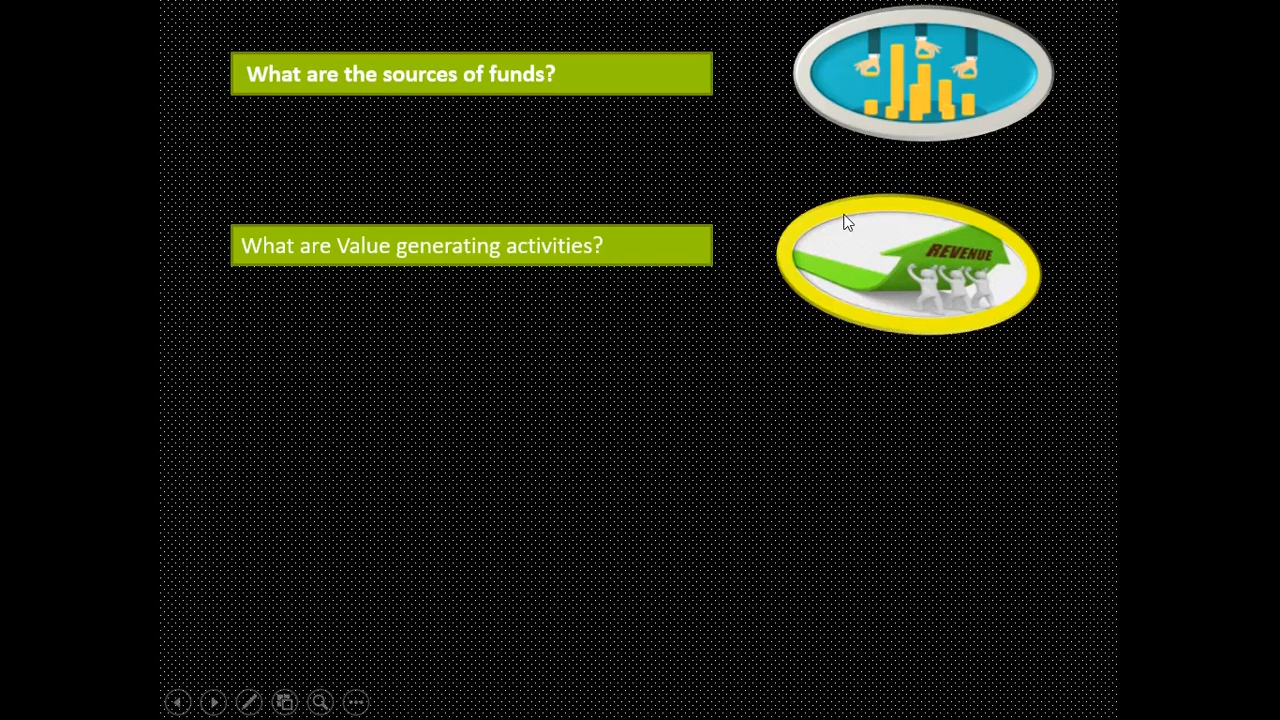 What are the sources of funds?
What are Value generating activities?
REVENUE